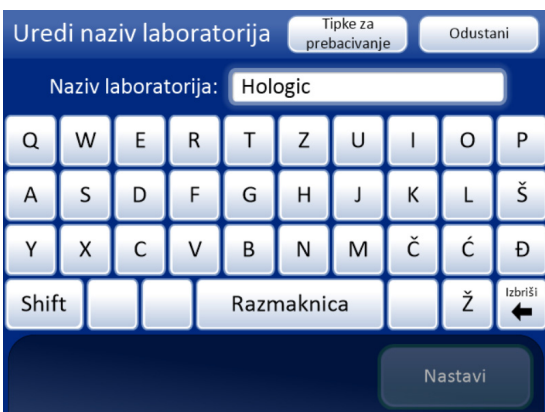 Uredi naziv laboratorija
Tipke za
prebacivanje
Odustani
Naziv laboratorija: Hologic
Q W E R T Z U I O P
A S D F G H J K L Š
Y X C V B N M Č Ć Đ
Shift Razmaknica Ž Izbriši
Nastavi